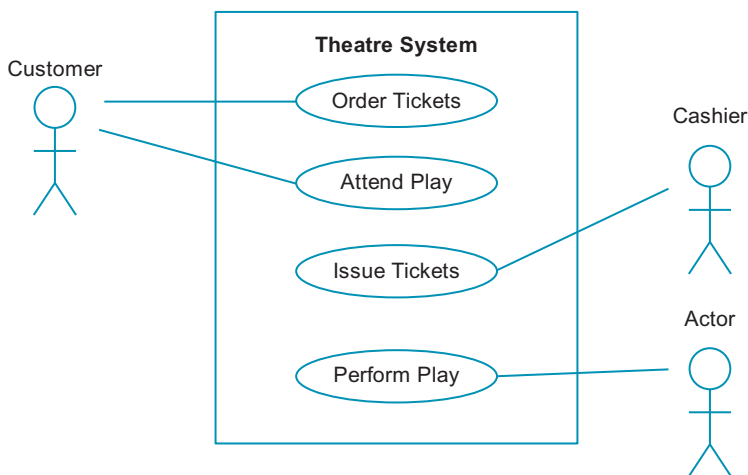 Theatre System
Customer
Order Tickets
Cashier
Attend Play
Issue Tickets
Actor
Perform Play